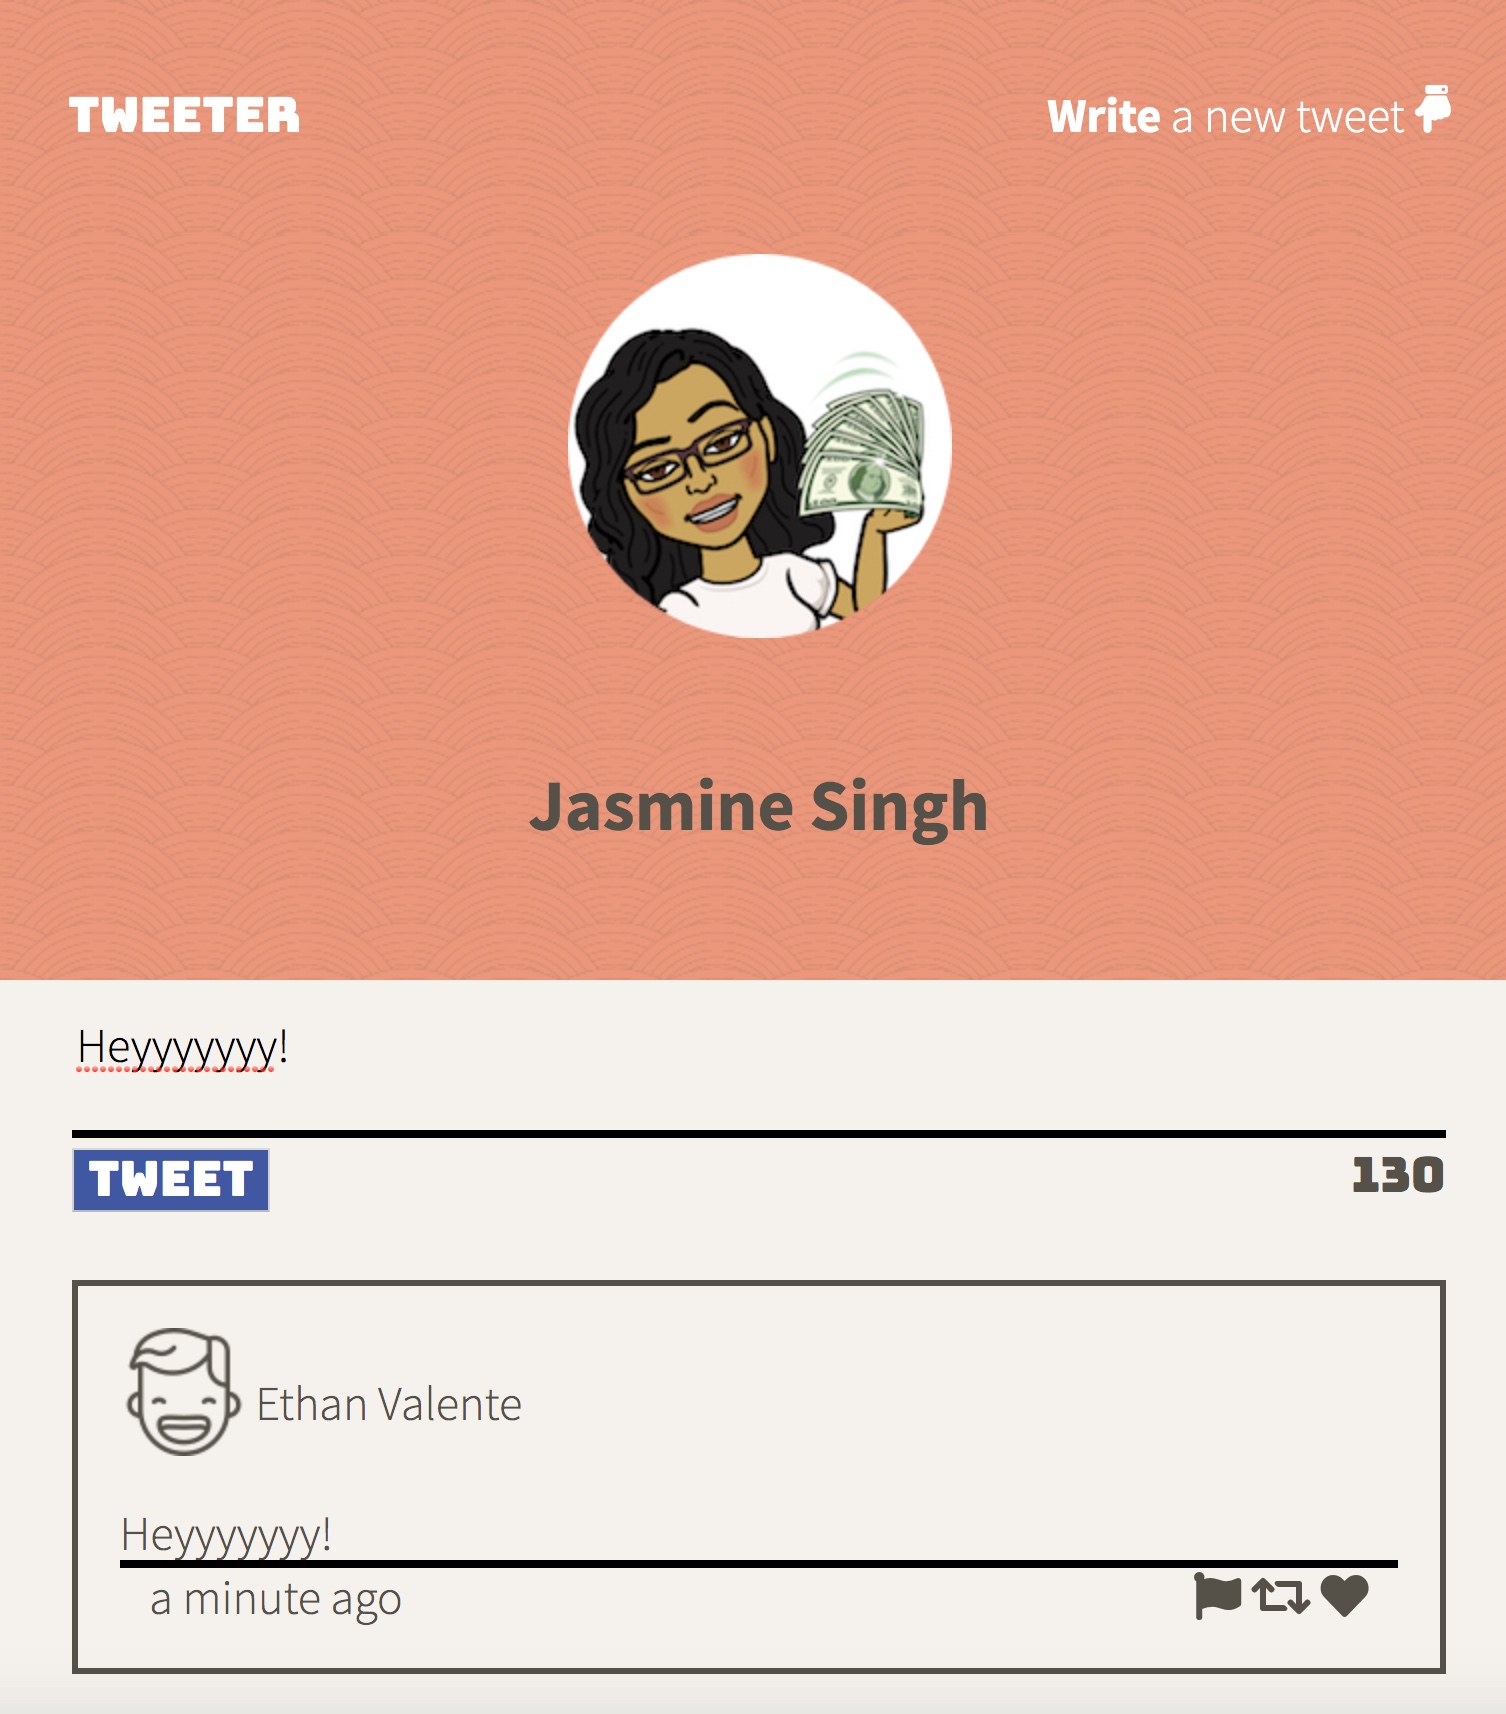 TWEETER
Write a new tweet
Jasmine Singh
Heyyyyyyy!
TWEET
130
Ethan Valente
Heyyyyyyy!
a minute ago